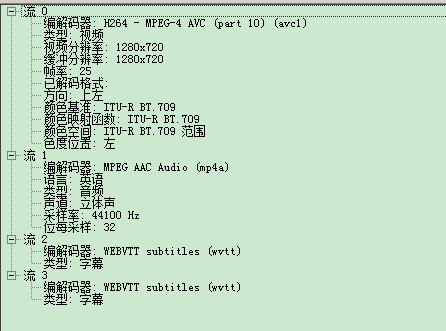 流 0
编解码器: H264 - MPEG-4 AVC (part 10) (avc1)
类型: 视频
视频分辨率: 1280x720
缓冲分辨率: 1280x720
帧率: 25
已解码格式:
方向: 上左
颜色基准: ITU-R BT.709
颜色映射函数: ITU-R BT.709
颜色空间: ITU-R BT.709 范围
色度位置: 左
流 1
编解码器: MPEG AAC Audio (mp4a)
语言: 英语
类型: 音频
声道: 立体声
采样率: 44100 Hz
位每采样: 32
流 2
编解码器: WEBVTT subtitles (wvtt)
类型: 字幕
流 3
编解码器: WEBVTT subtitles (wvtt)
类型: 字幕